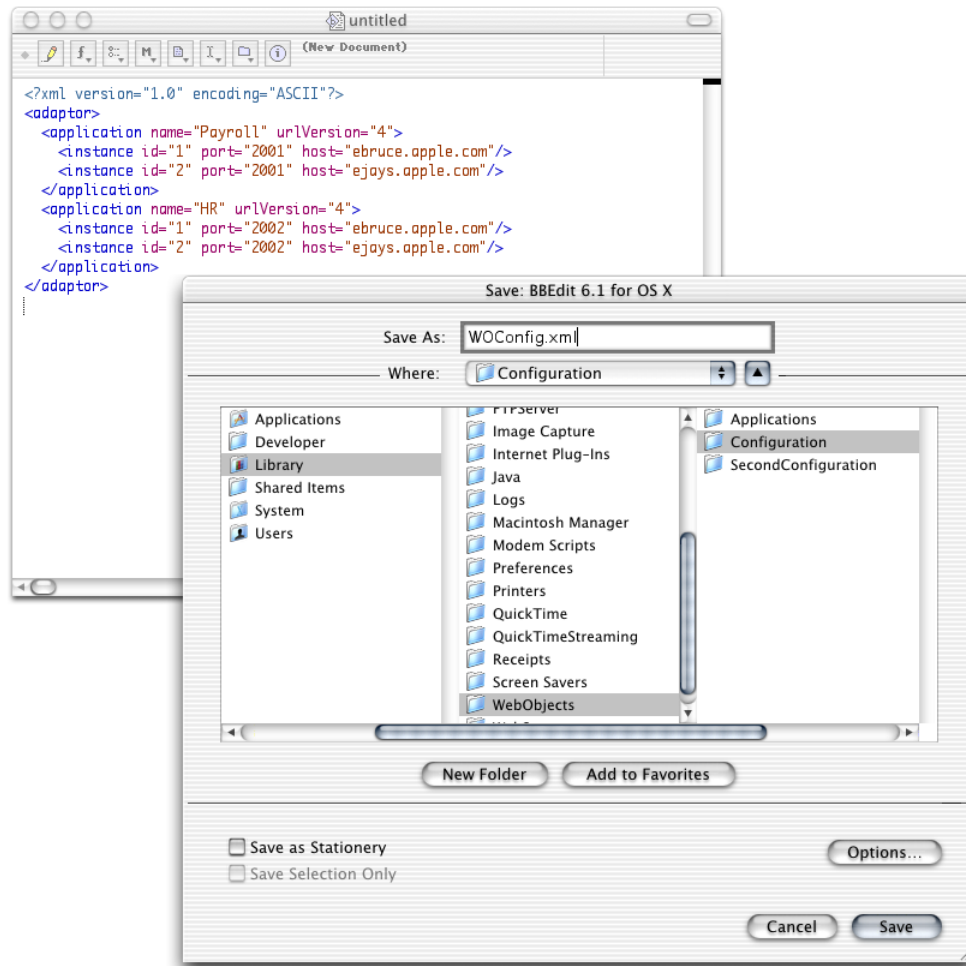 untitled
(New Document)
<?xml version="1.0" encoding="ASCII"?>
<adaptor>
<application name="Payroll" urlVersion="4">
<instance id="1" port="2001" host="ebruce.apple.com"/>
<instance id="2" port="2001" host="ejays.apple.com"/>
</application>
<application name="HR" urlVersion="4">
<instance id="1" port="2002" host="ebruce.apple.com"/>
<instance id="2" port="2002" host="ejays.apple.com"/>
</application>
</adaptor>
Save: BBEdit 6.1 for OS X
Save As: WOConfig.xml
Where: Configuration
Applications
Developer
Library
Shared Items
System
Users
FTPServer
Image Capture
Internet Plug-Ins
Java
Logs
Macintosh Manager
Modem Scripts
Preferences
Printers
QuickTime
QuickTimeStreaming
Receipts
Screen Savers
WebObjects
Applications
Configuration
SecondConfiguration
New Folder
Add to Favorites
Save as Stationery
Save Selection Only
Options...
Cancel
Save